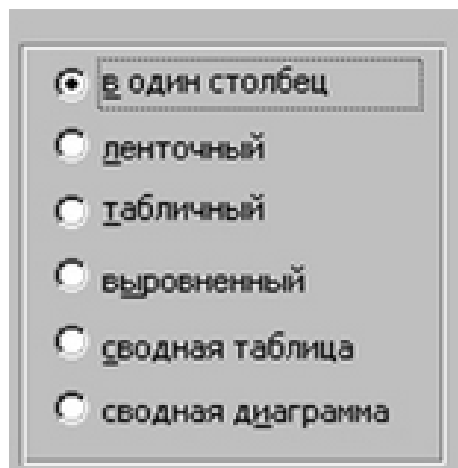 в один столбец
ленточный
табличный
выровненный
сводная таблица
сводная диаграмма